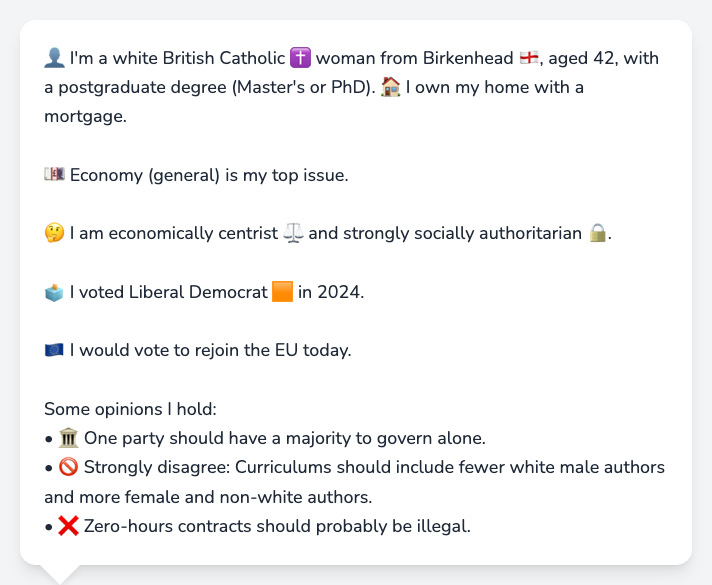 👤 I'm a white British Catholic ✝️ woman from Birkenhead 🏴󠁧󠁢󠁥󠁮󠁧󠁿, aged 42, with
a postgraduate degree (Master's or PhD). 🏠 I own my home with a
mortgage.
💷 Economy (general) is my top issue.
🤔 I am economically centrist ⚖️ and strongly socially authoritarian 🔒.
🗳️ I voted Liberal Democrat 🟧 in 2024.
🇪🇺 I would vote to rejoin the EU today.
Some opinions I hold:
• 🏛️ One party should have a majority to govern alone.
• 🚫 Strongly disagree: Curriculums should include fewer white male authors
and more female and non-white authors.
• ❌ Zero-hours contracts should probably be illegal.